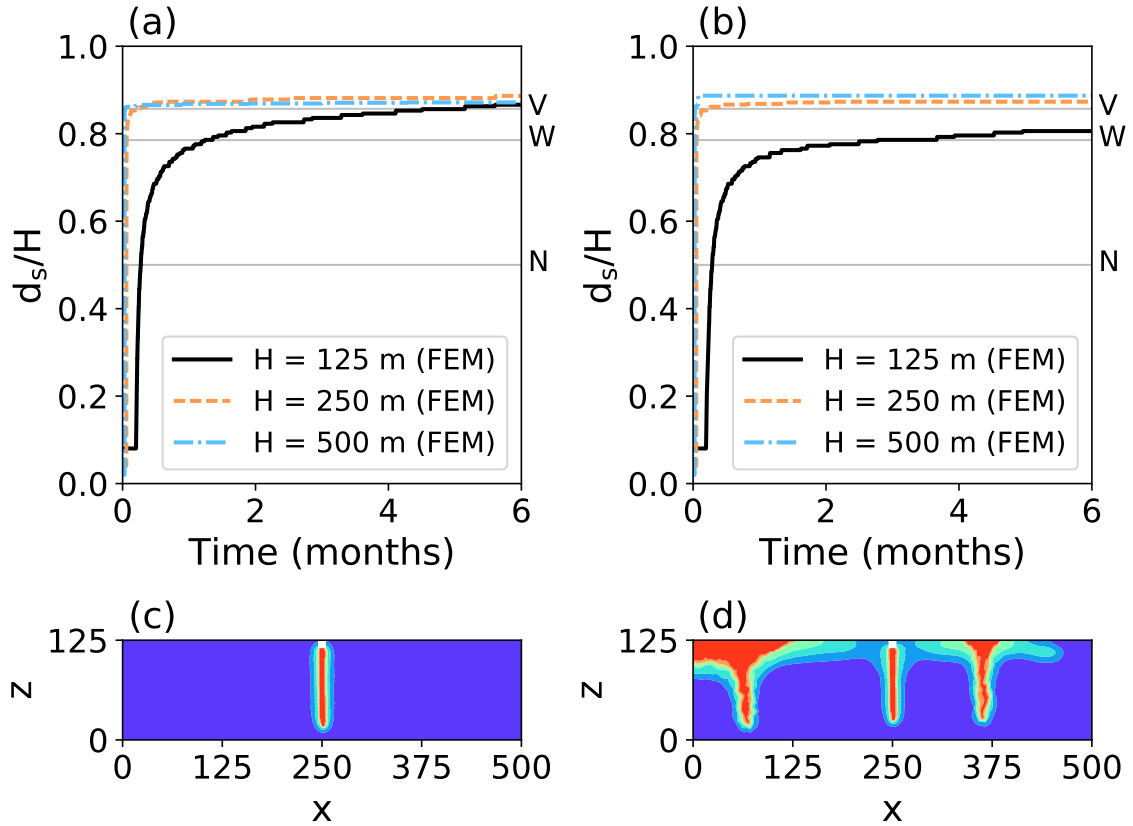 (a)
1.0
0.8
0.6
0.4
0.2
0.0
d_s/H
V
W
N
H = 125 m (FEM)
H = 250 m (FEM)
H = 500 m (FEM)
0 2 4 6
Time (months)
(b)
1.0
0.8
0.6
0.4
0.2
0.0
d_s/H
V
W
N
H = 125 m (FEM)
H = 250 m (FEM)
H = 500 m (FEM)
0 2 4 6
Time (months)
(c)
125
0
z
0 125 250 375 500
x
(d)
125
0
z
0 125 250 375 500
x